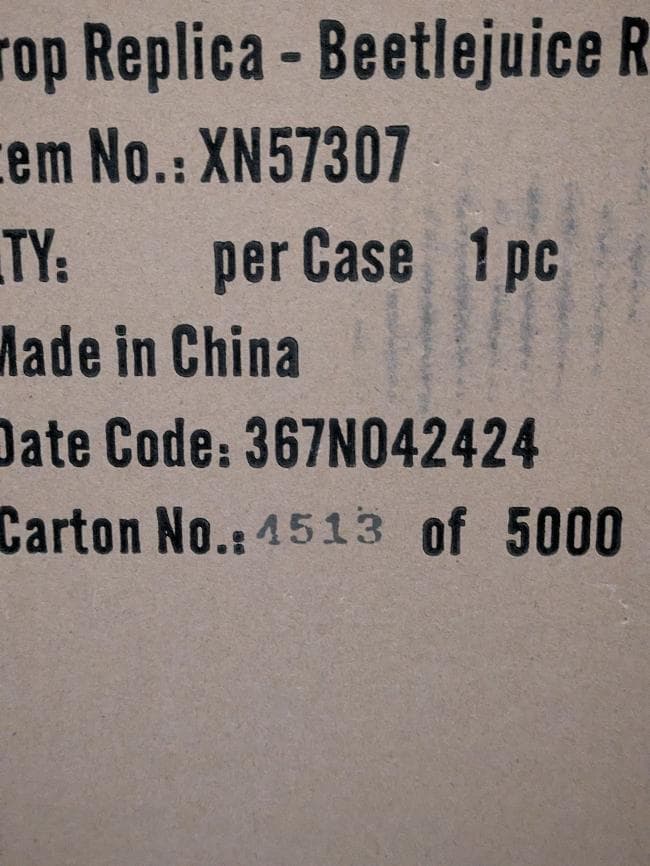 rop Replica - Beetlejuice R
tem No.: XN57307
TY: per Case 1 pc
Made in China
Date Code: 367N042424
Carton No.: 4513 of 5000